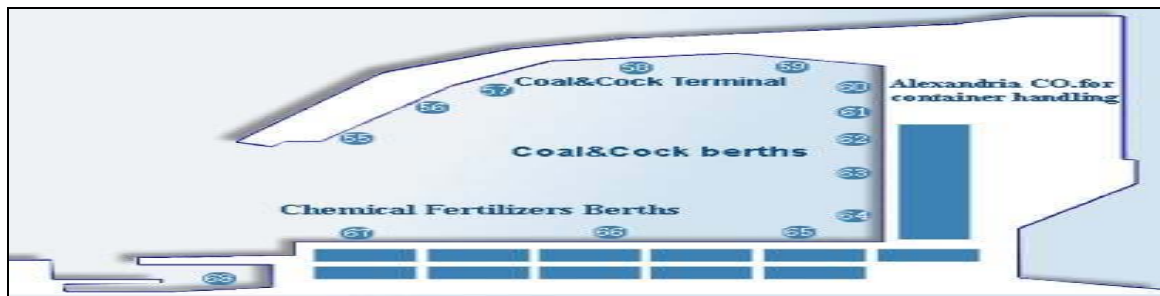 58 59
Coal&Cock Terminal
60 Alexandria CO.for
57 container handling
56 61
55 62
Coal&Cock berths
63
Chemical Fertilizers Berths
64
67 66 65
68